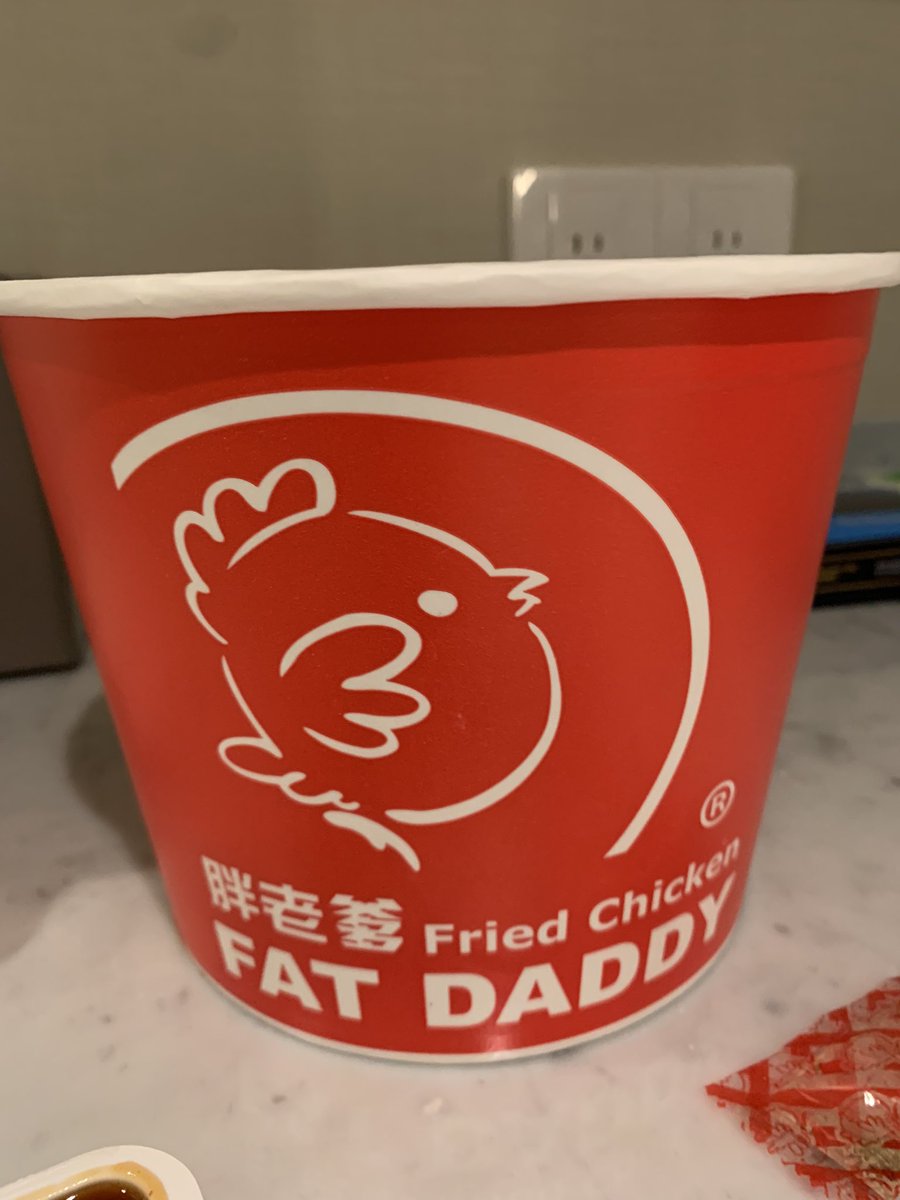 ®
胖老爹 Fried Chicken
FAT DADDY